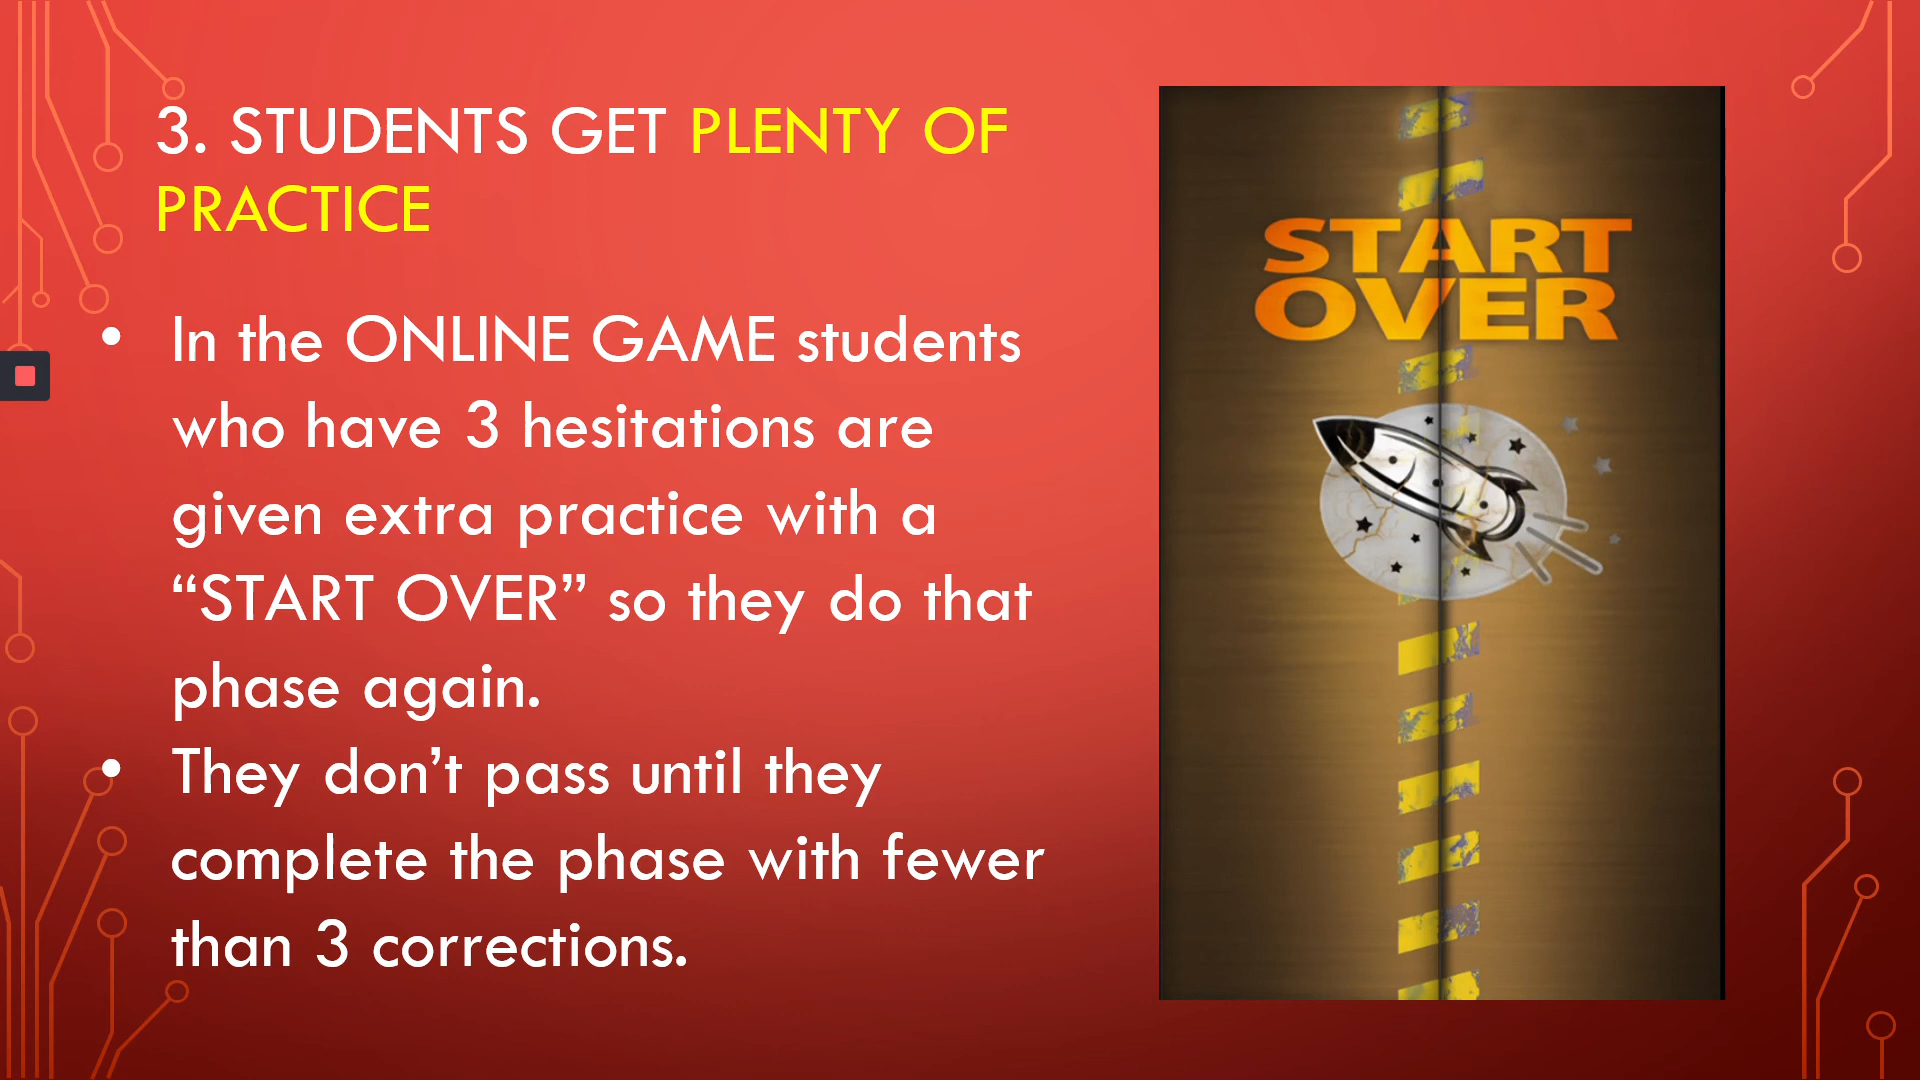 3. STUDENTS GET PLENTY OF
PRACTICE
• In the ONLINE GAME students
who have 3 hesitations are
given extra practice with a
“START OVER” so they do that
phase again.
• They don’t pass until they
complete the phase with fewer
than 3 corrections.
START
OVER